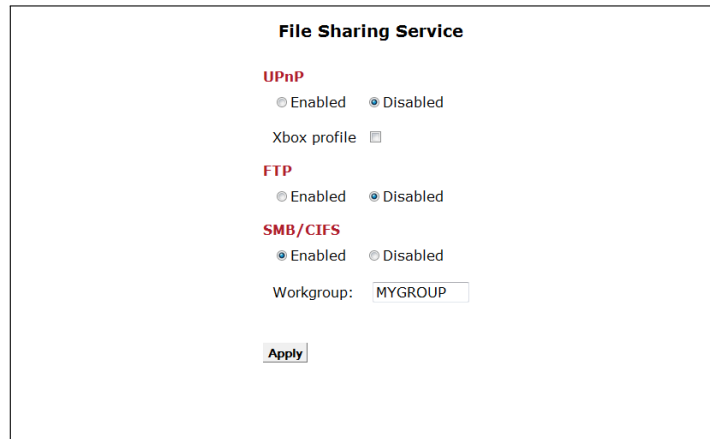 File Sharing Service
UPnP
Enabled Disabled
Xbox profile
FTP
Enabled Disabled
SMB/CIFS
Enabled Disabled
Workgroup: MYGROUP
Apply